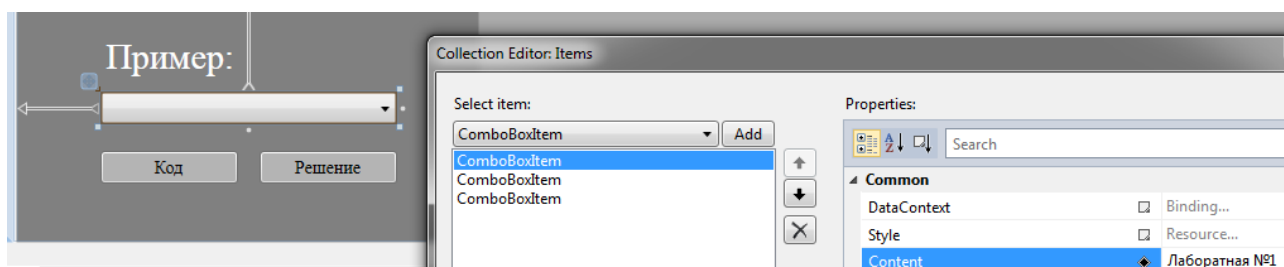 Пример:
Код
Решение
Collection Editor: Items
Select item:
ComboBoxItem
Add
ComboBoxItem
ComboBoxItem
ComboBoxItem
Properties:
Search
Common
DataContext
Binding...
Style
Resource...
Content
Лаборатная №1